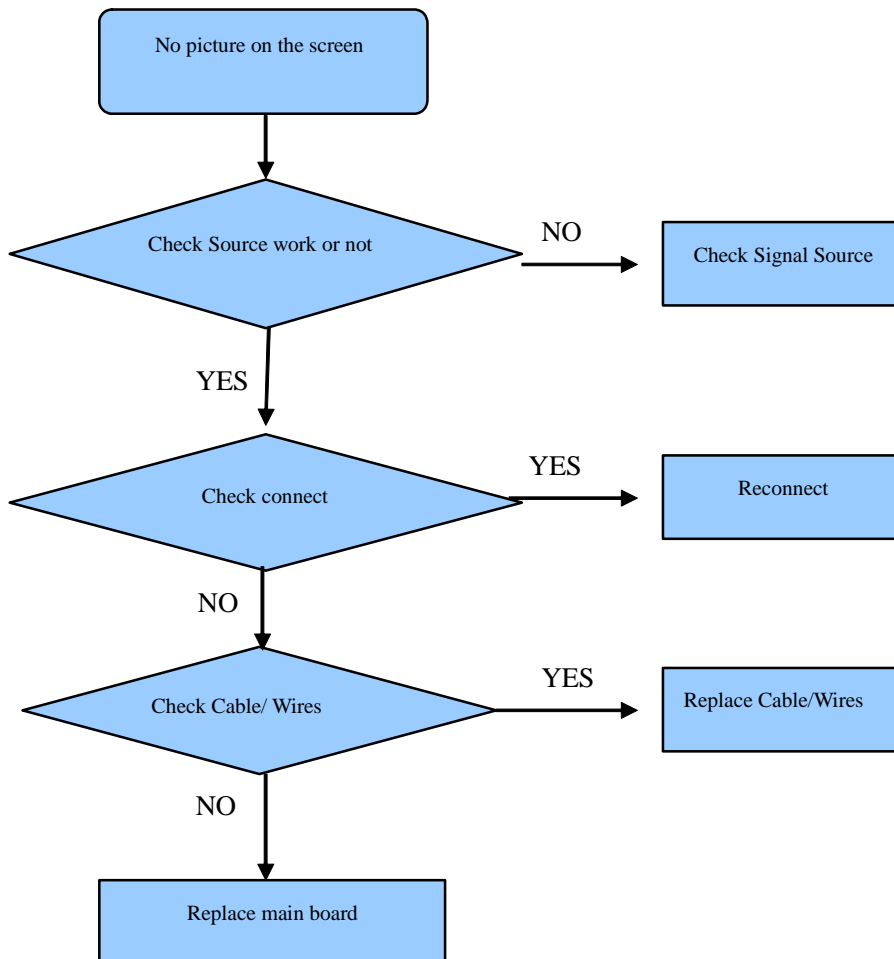 No picture on the screen
Check Source work or not
NO
Check Signal Source
YES
Check connect
YES
Reconnect
NO
Check Cable/ Wires
YES
Replace Cable/Wires
NO
Replace main board